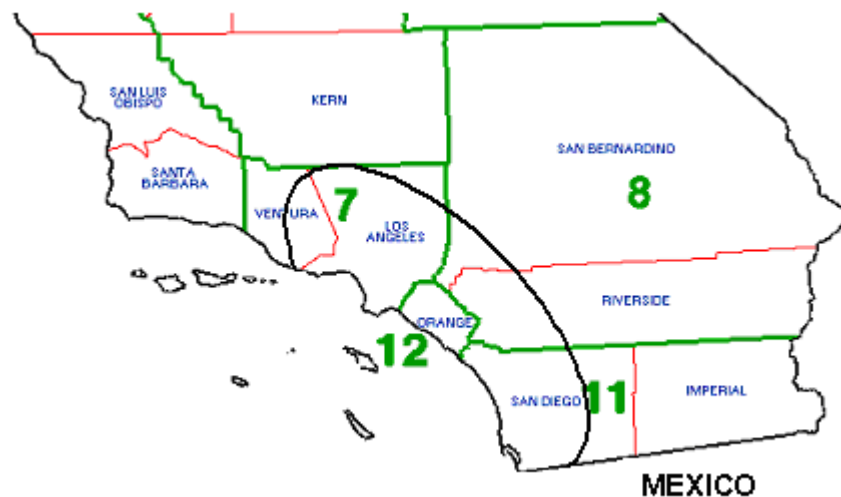 SAN LUIS
OBISPO
KERN
SAN BERNARDINO
SANTA
BARBARA
8
7
VENTURA
LOS
ANGELES
RIVERSIDE
ORANGE
12
SAN DIEGO
11
IMPERIAL
MEXICO